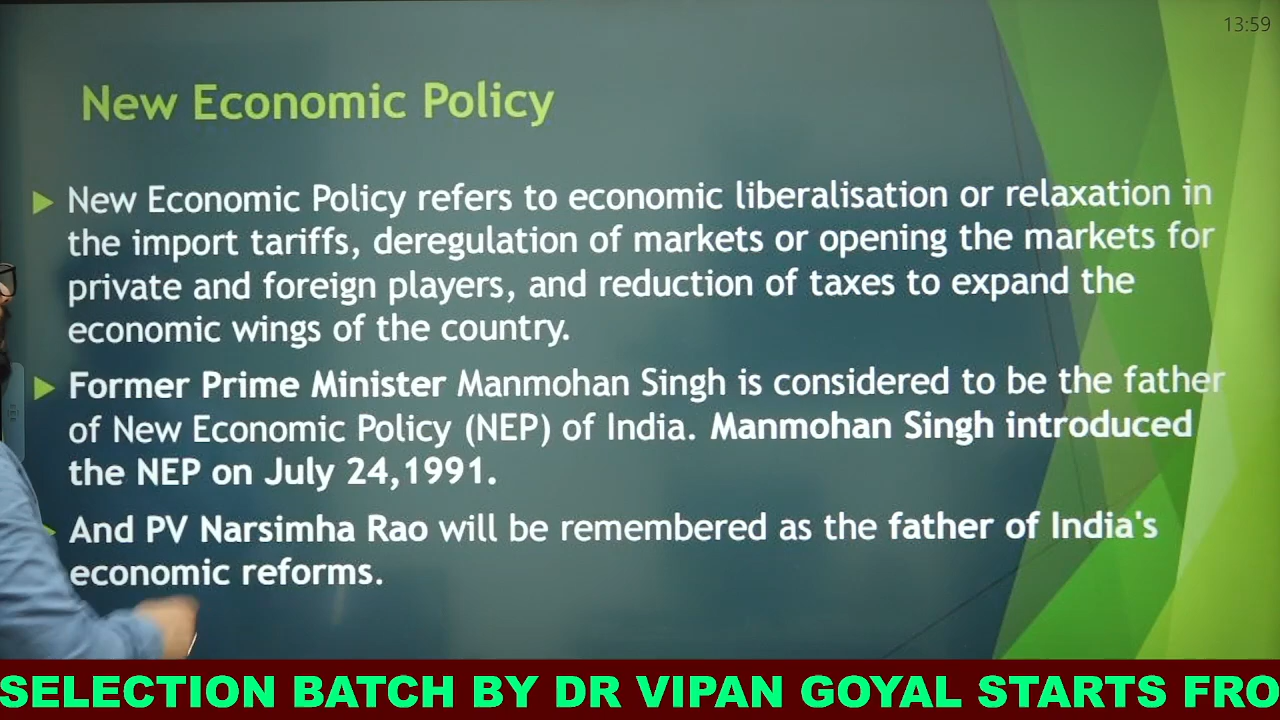 13:59
New Economic Policy
New Economic Policy refers to economic liberalisation or relaxation in
the import tariffs, deregulation of markets or opening the markets for
private and foreign players, and reduction of taxes to expand the
economic wings of the country.
Former Prime Minister Manmohan Singh is considered to be the father
of New Economic Policy (NEP) of India. Manmohan Singh introduced
the NEP on July 24,1991.
And PV Narsimha Rao will be remembered as the father of India's
economic reforms.
SELECTION BATCH BY DR VIPAN GOYAL STARTS FRO